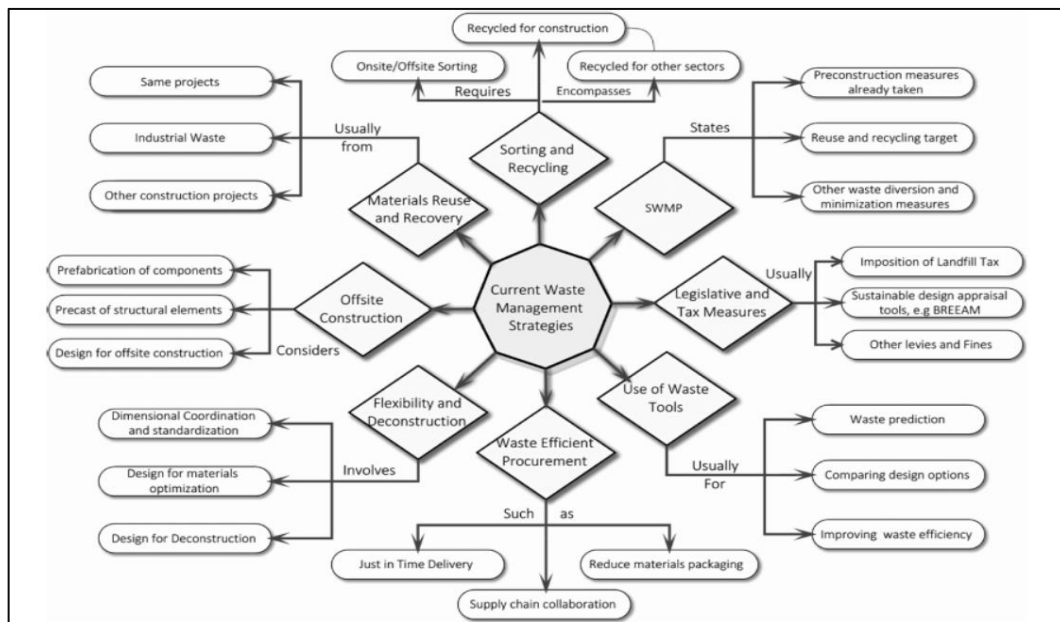 Recycled for construction
Onsite/Offsite Sorting
Recycled for other sectors
Requires
Encompasses
Sorting and
Recycling
Same projects
Industrial Waste
Other construction projects
Usually
from
Materials Reuse
and Recovery
Preconstruction measures
already taken
Reuse and recycling target
Other waste diversion and
minimization measures
States
SWMP
Prefabrication of components
Precast of structural elements
Design for offsite construction
Considers
Offsite
Construction
Current Waste
Management
Strategies
Legislative and
Tax Measures
Usually
Imposition of Landfill Tax
Sustainable design appraisal
tools, e.g BREEAM
Other levies and Fines
Dimensional Coordination
and standardization
Design for materials
optimization
Design for Deconstruction
Involves
Flexibility and
Deconstruction
Waste Efficient
Procurement
Such as
Just in Time Delivery
Reduce materials packaging
Supply chain collaboration
Use of Waste
Tools
Usually
For
Waste prediction
Comparing design options
Improving waste efficiency